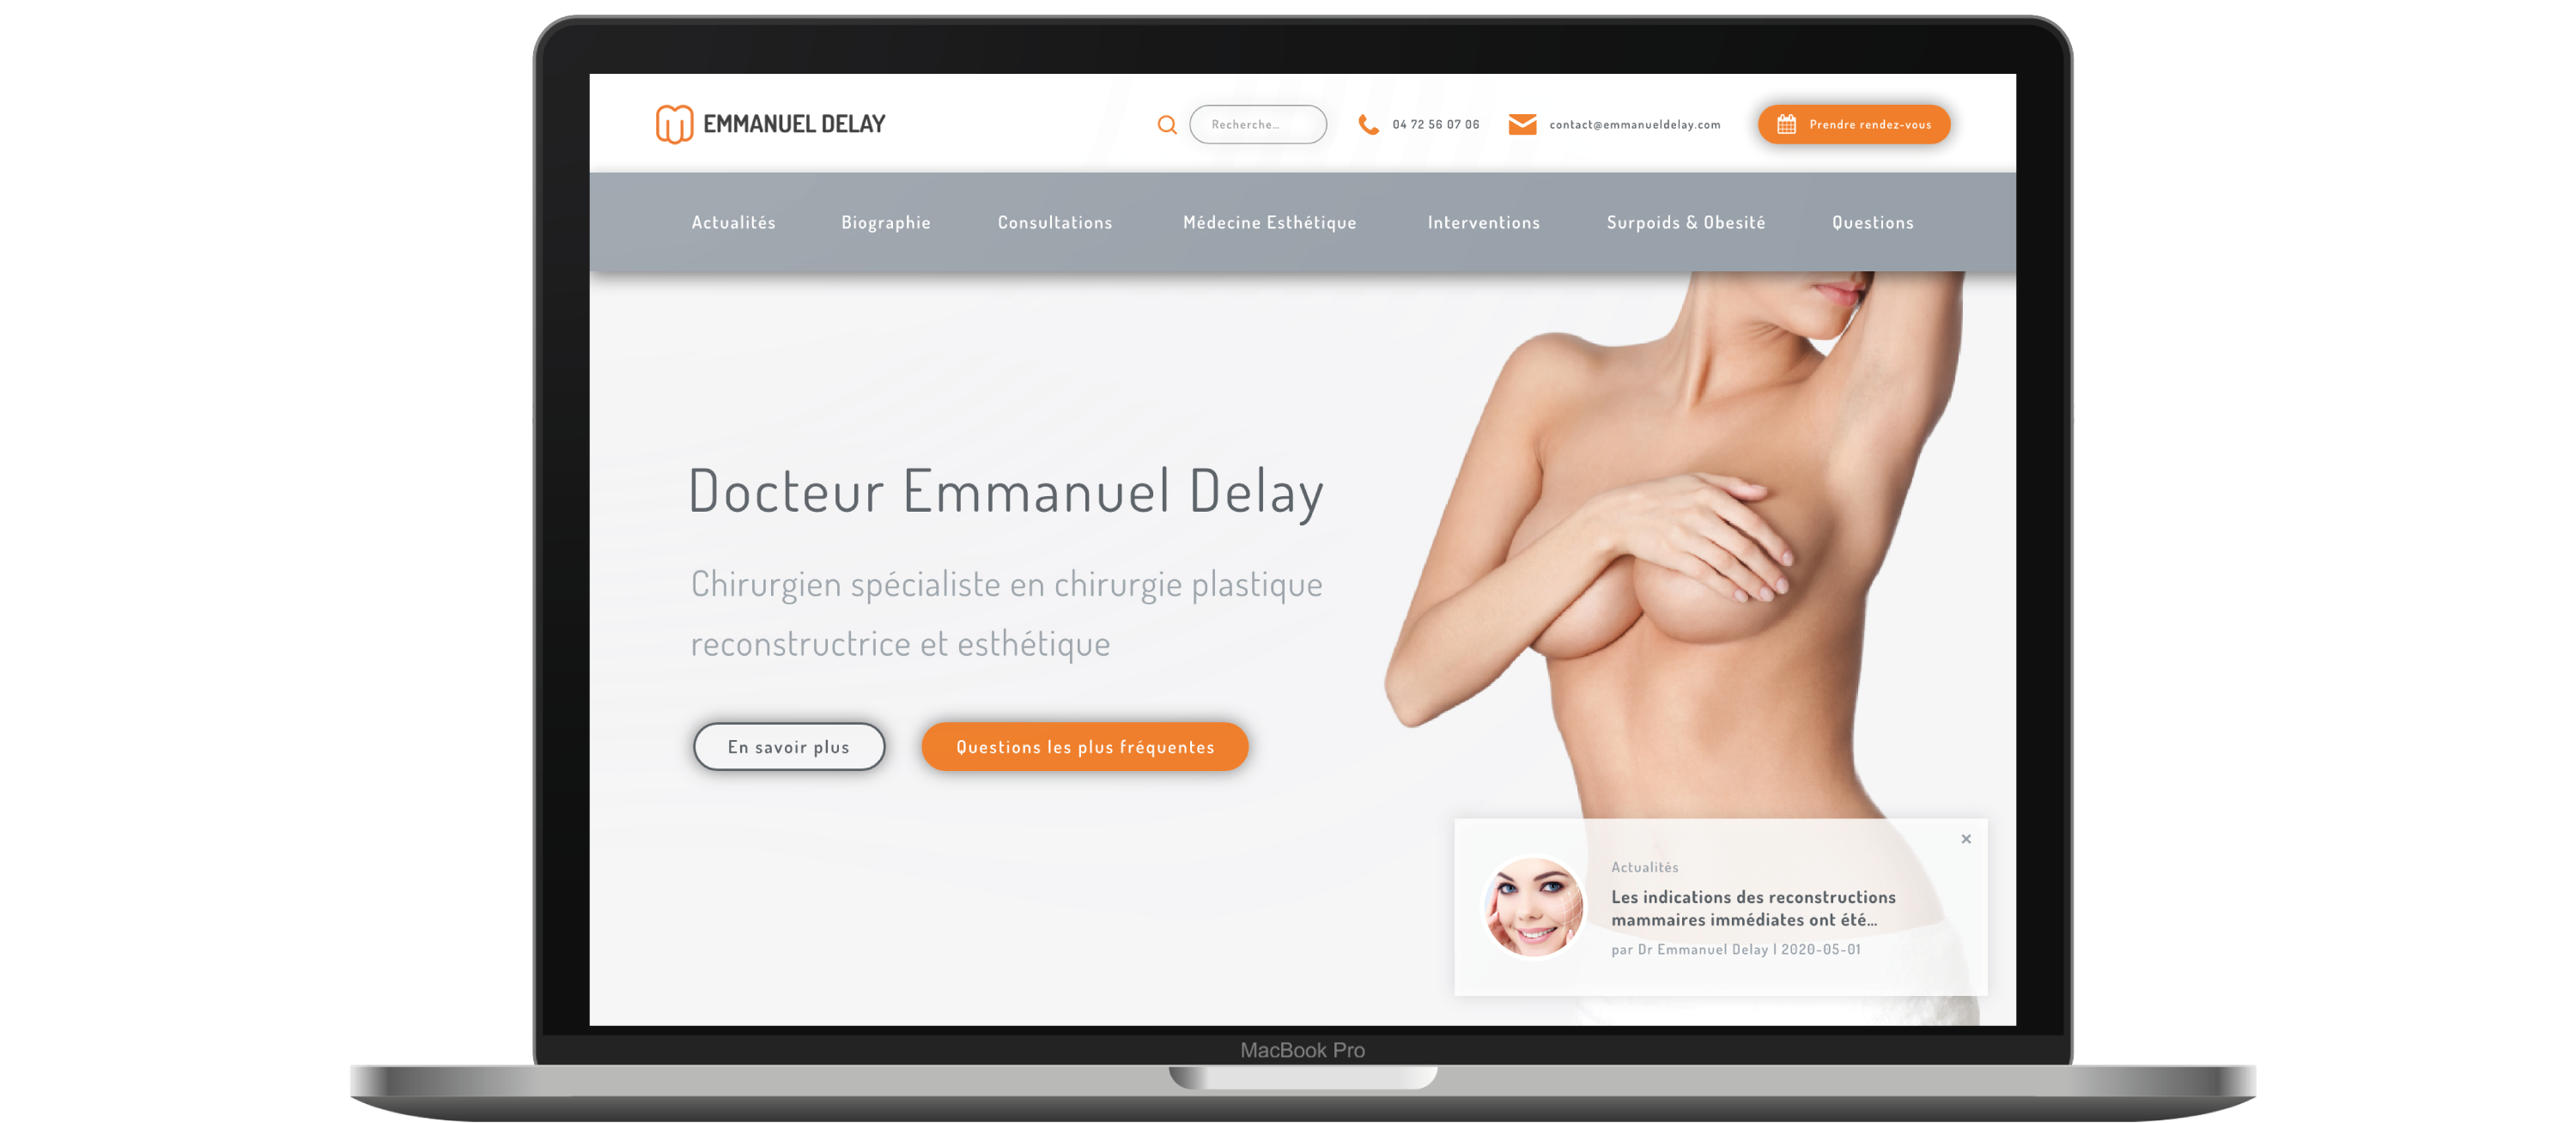 EMMANUEL DELAY
Recherche...
04 72 56 07 06
contact@emmanueldelay.com
Prendre rendez-vous
Actualités
Biographie
Consultations
Médecine Esthétique
Interventions
Surpoids & Obesité
Questions
Docteur Emmanuel Delay
Chirurgien spécialiste en chirurgie plastique
reconstructrice et esthétique
En savoir plus
Questions les plus fréquentes
Actualités
Les indications des reconstructions
mammaires immédiates ont été...
par Dr Emmanuel Delay | 2020-05-01
MacBook Pro